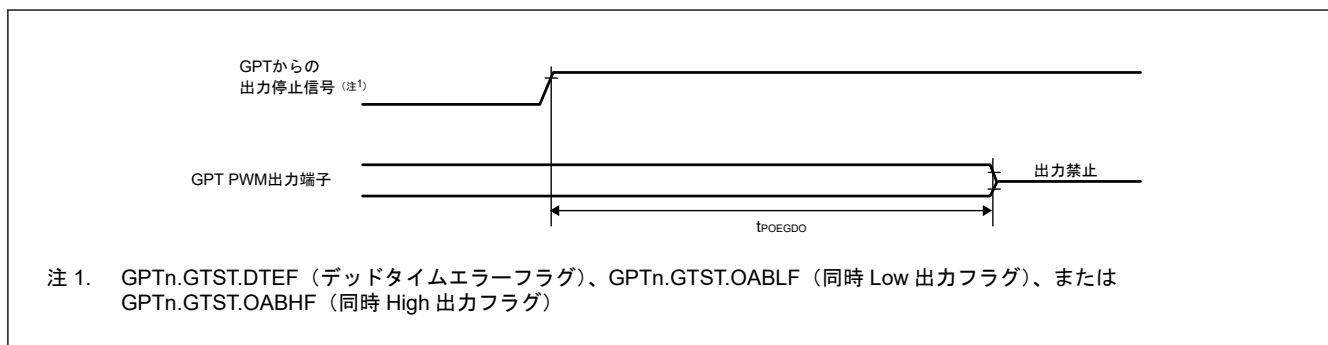 GPTからの
出力停止信号（注1）
GPT PWM出力端子
出力禁止
tPOEGDO
注 1. GPTn.GTST.DTEF（デッドタイムエラーフラグ）、GPTn.GTST.OABLF（同時 Low 出力フラグ）、または
GPTn.GTST.OABHF（同時 High 出力フラグ）